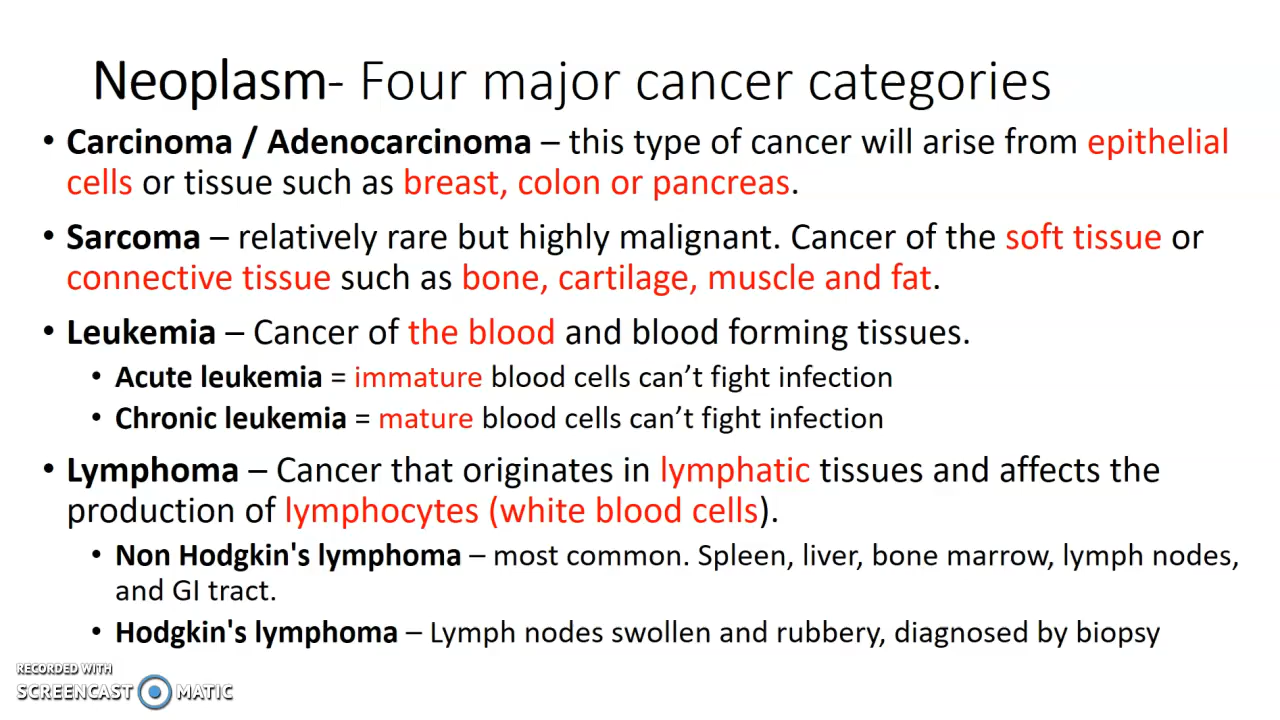 Neoplasm- Four major cancer categories
• Carcinoma / Adenocarcinoma – this type of cancer will arise from epithelial
cells or tissue such as breast, colon or pancreas.
• Sarcoma – relatively rare but highly malignant. Cancer of the soft tissue or
connective tissue such as bone, cartilage, muscle and fat.
• Leukemia – Cancer of the blood and blood forming tissues.
• Acute leukemia = immature blood cells can’t fight infection
• Chronic leukemia = mature blood cells can’t fight infection
• Lymphoma – Cancer that originates in lymphatic tissues and affects the
production of lymphocytes (white blood cells).
• Non Hodgkin's lymphoma – most common. Spleen, liver, bone marrow, lymph nodes,
and GI tract.
• Hodgkin's lymphoma – Lymph nodes swollen and rubbery, diagnosed by biopsy
RECORDED WITH
SCREENCAST MATIC